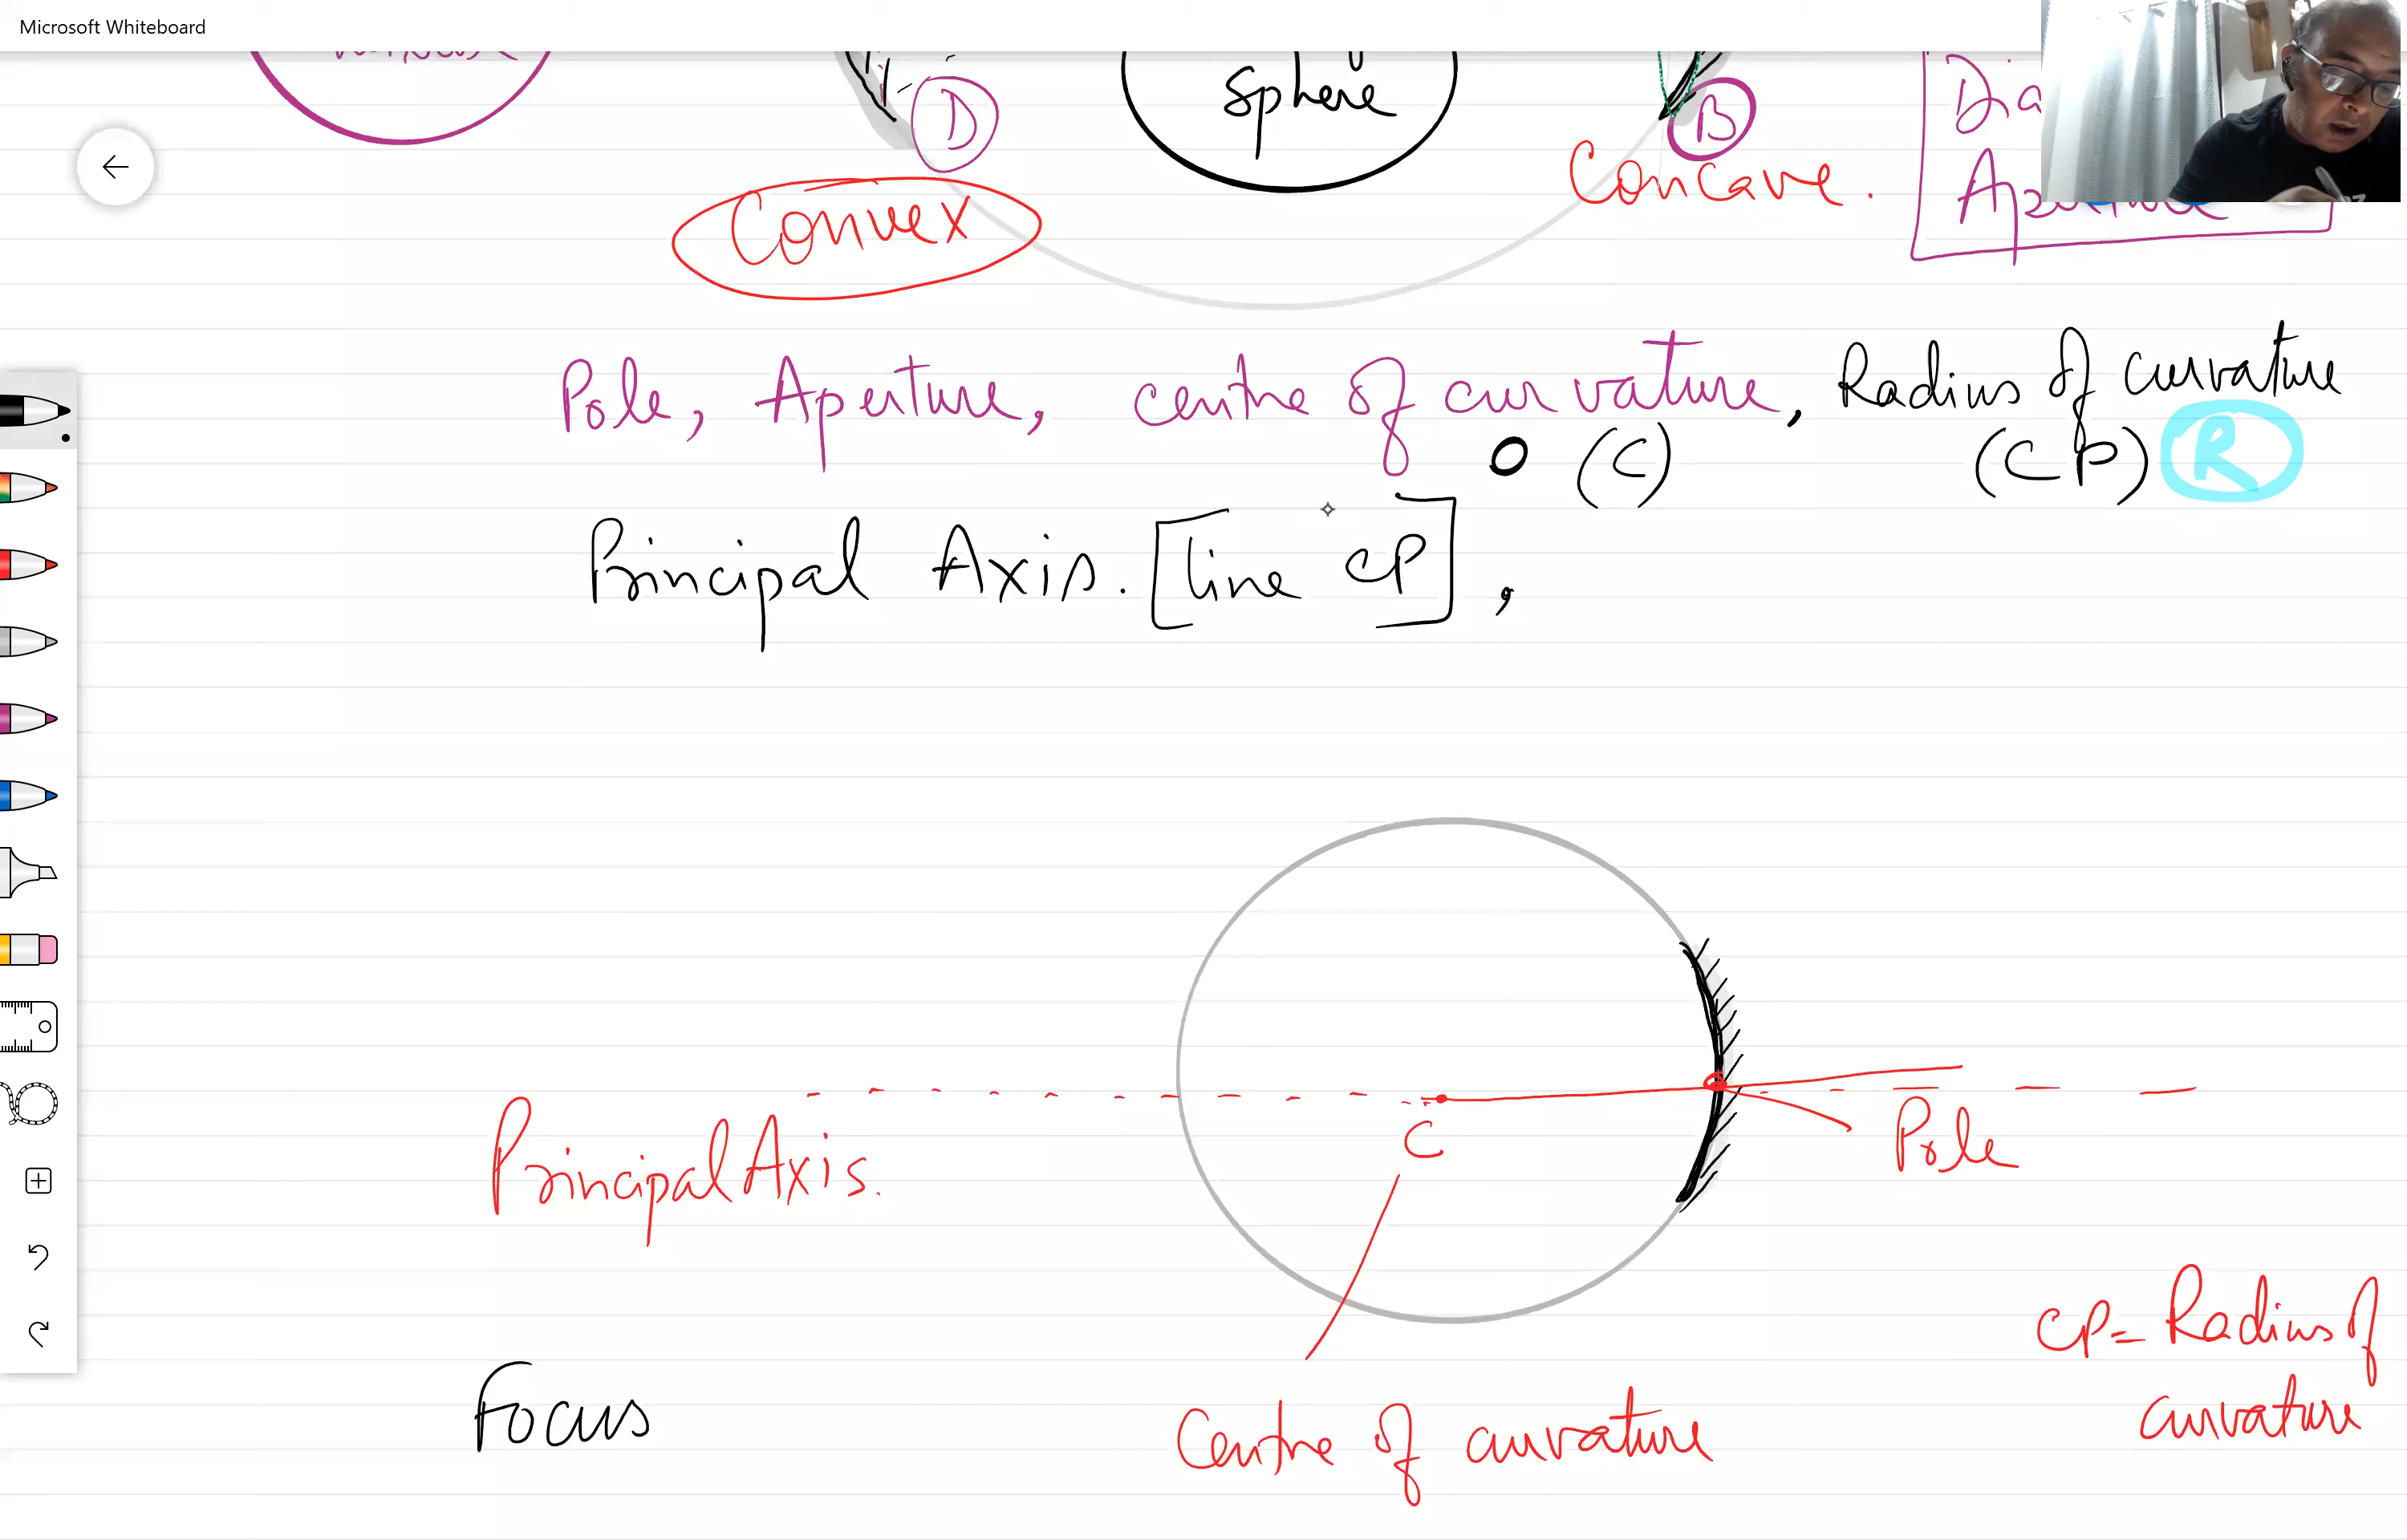 Microsoft Whiteboard
Sphere
D
B
Dia
Convex
Concave.
Pole, Aperture, centre of curvature, Radius of curvature
O (C) (CP) R
Principal Axis. [line CP],
C
Pole
Principal Axis.
CP = Radius of
curvature
Focus
Centre of curvature